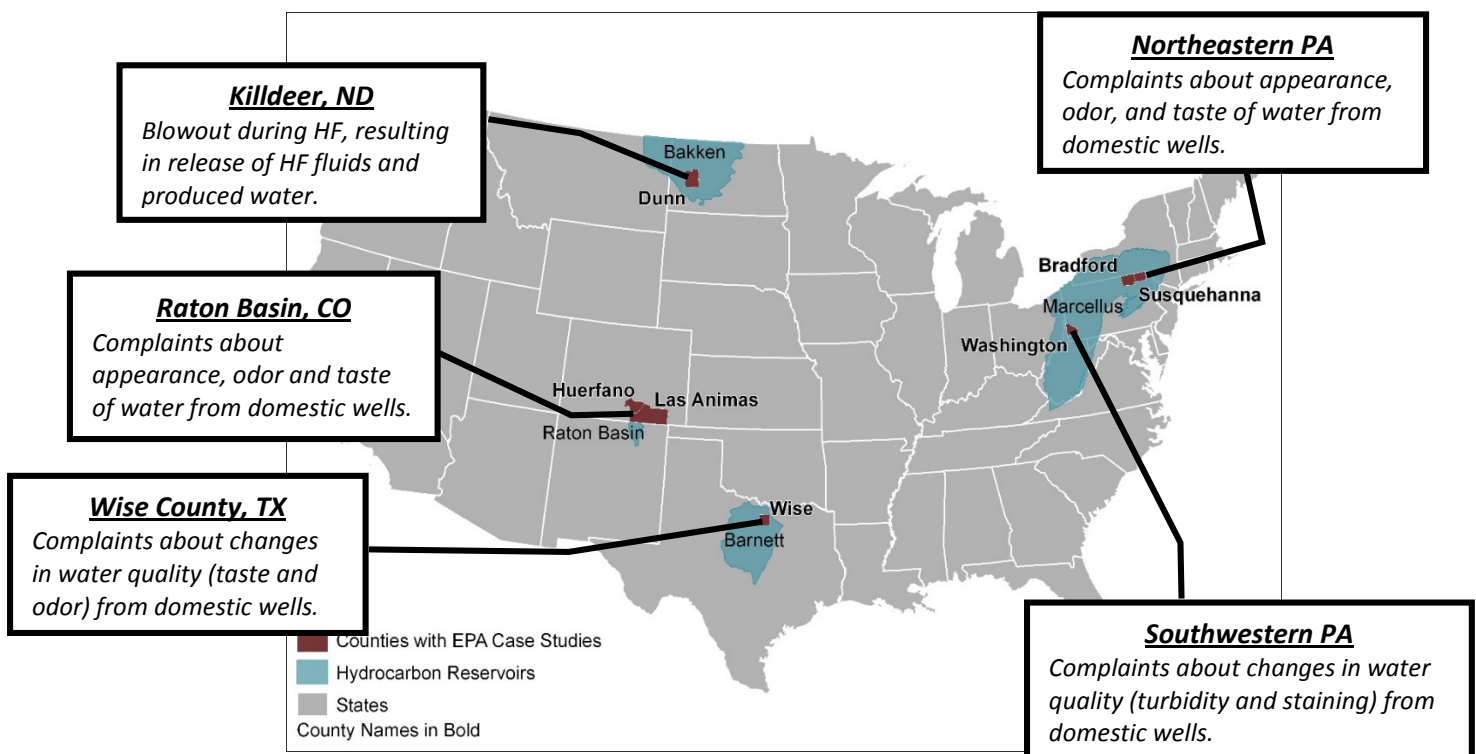 Northeastern PA
Complaints about appearance,
odor, and taste of water from
domestic wells.
Killdeer, ND
Blowout during HF, resulting
in release of HF fluids and
produced water.
Bakken
Dunn
Raton Basin, CO
Complaints about
appearance, odor and taste
of water from domestic wells.
Bradford
Susquehanna
Marcellus
Washington
Huerfano
Las Animas
Raton Basin
Wise County, TX
Complaints about changes
in water quality (taste and
odor) from domestic wells.
Wise
Barnett
Southwestern PA
Complaints about changes in water
quality (turbidity and staining) from
domestic wells.
Counties with EPA Case Studies
Hydrocarbon Reservoirs
States
County Names in Bold